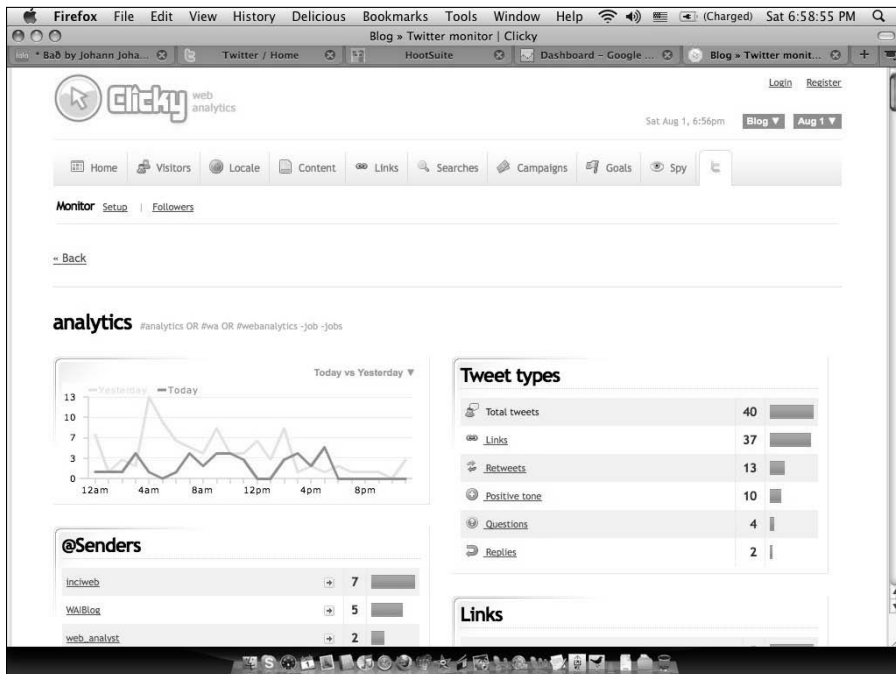 Firefox File Edit View History Delicious Bookmarks Tools Window Help (Charged) Sat 6:58:55 PM
Blog » Twitter monitor | Clicky
* Bað by Johann Joha... Twitter / Home HootSuite Dashboard – Google ... Blog » Twitter monit...
Clicky web analytics
Login Register
Sat Aug 1, 6:56pm Blog ▼ Aug 1 ▼
Home Visitors Locale Content Links Searches Campaigns Goals Spy t
Monitor Setup | Followers
« Back
analytics #analytics OR #wa OR #webanalytics -job -jobs
Today vs Yesterday ▼
Yesterday Today
13
10
7
3
0
12am 4am 8am 12pm 4pm 8pm
Tweet types
Total tweets 40
Links 37
Retweets 13
Positive tone 10
Questions 4
Replies 2
@Senders
inciweb 7
WAIBlog 5
web_analyst 2
Links